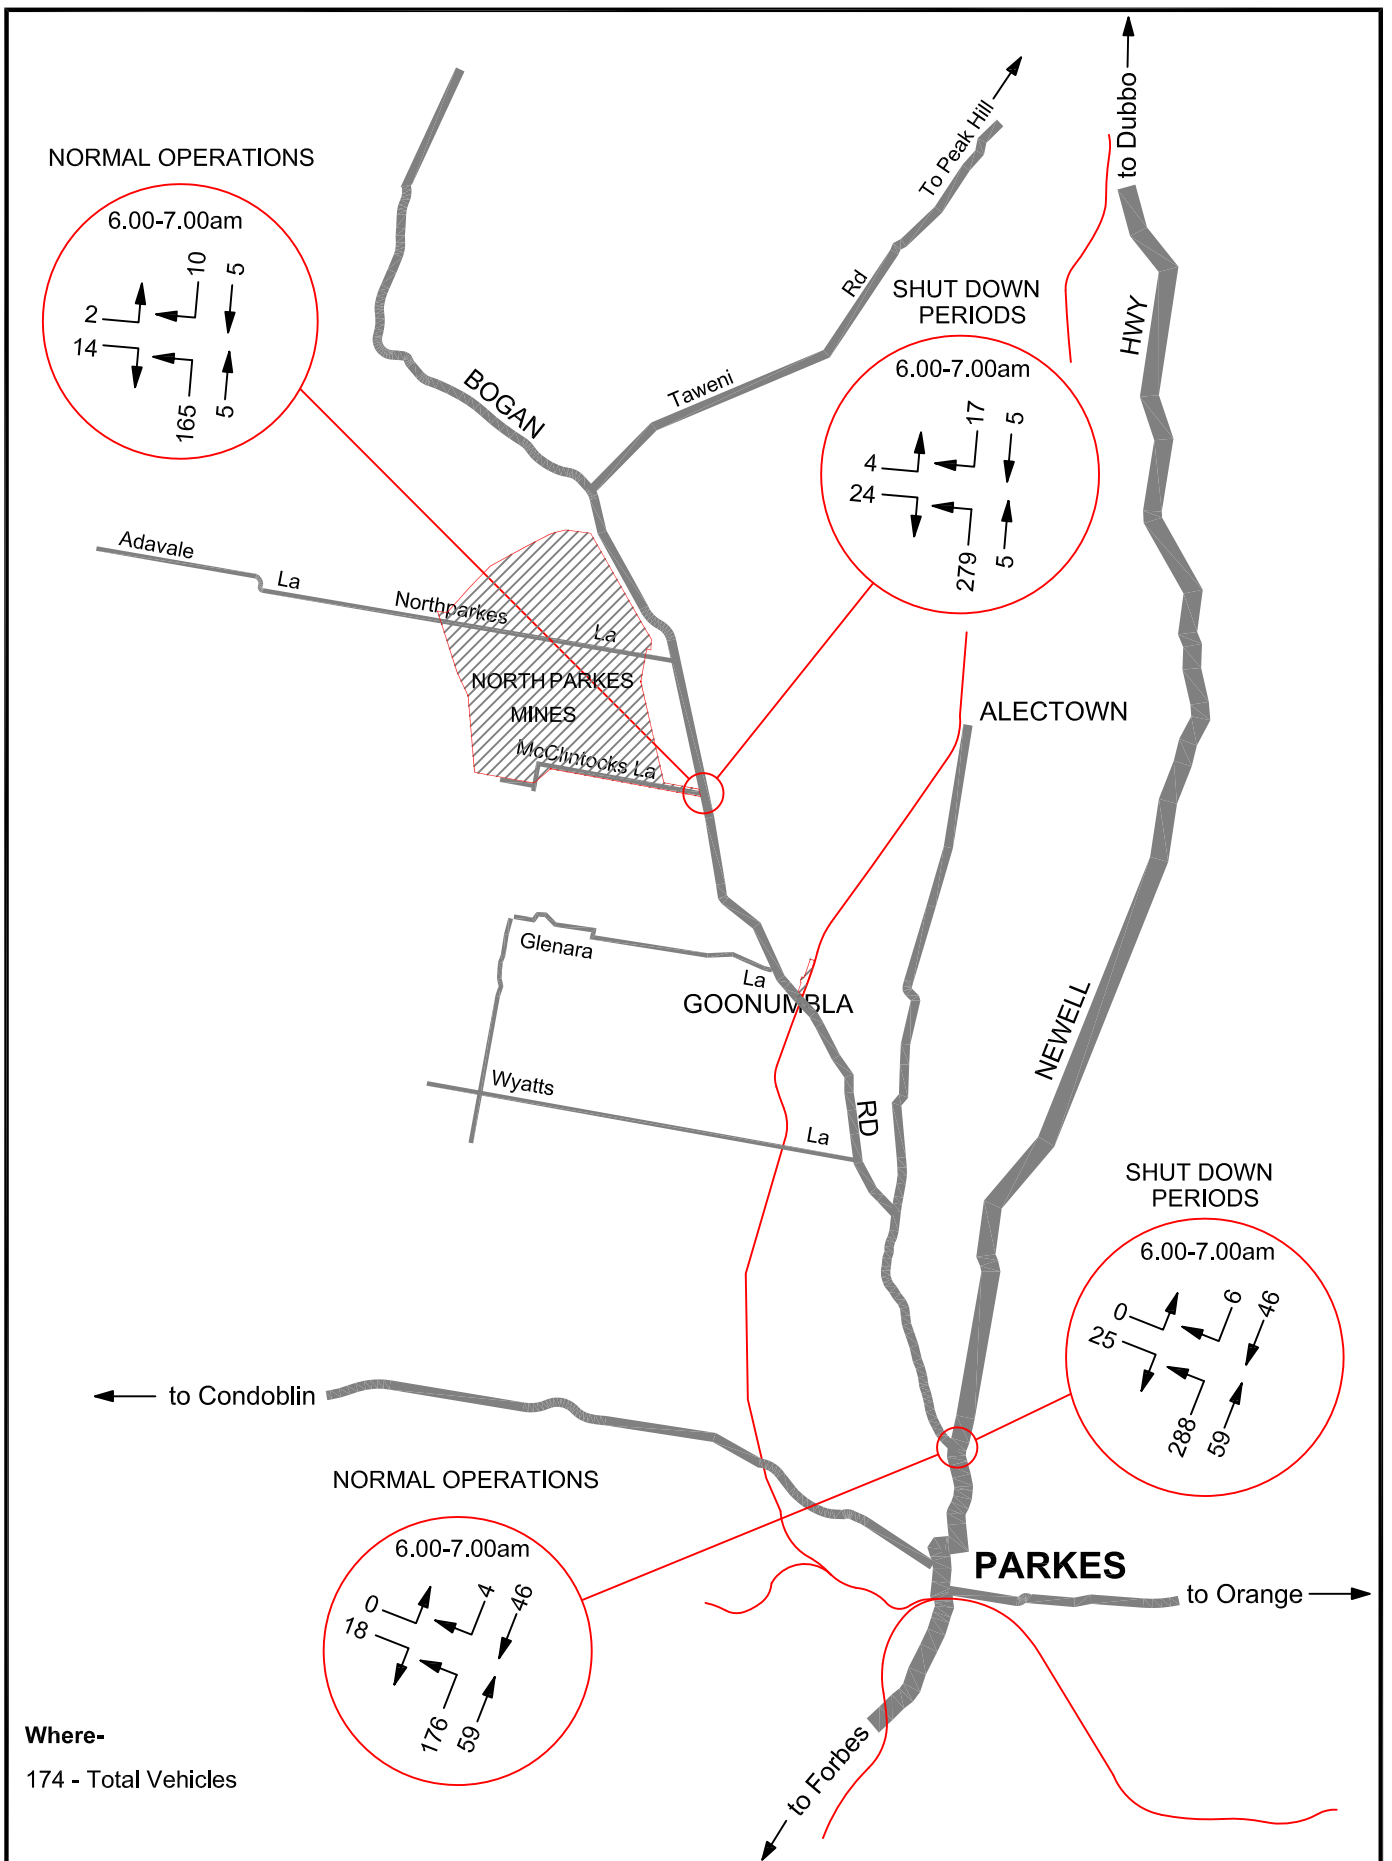 to Dubbo
To Peak Hill
NORMAL OPERATIONS
6.00-7.00am
10
5
2
14
165
5
Rd
SHUT DOWN
PERIODS
6.00-7.00am
17
5
4
24
279
5
HWY
BOGAN
Taweni
Adavale
La
Northparkes
La
NORTH PARKES
MINES
McClintocks La
ALECTOWN
Glenara
La
GOONUMBLA
NEWELL
Wyatts
La
RD
SHUT DOWN
PERIODS
6.00-7.00am
0
6
46
25
288
59
to Condoblin
NORMAL OPERATIONS
6.00-7.00am
0
4
46
18
176
59
PARKES
to Orange
to Forbes
Where-
174 - Total Vehicles